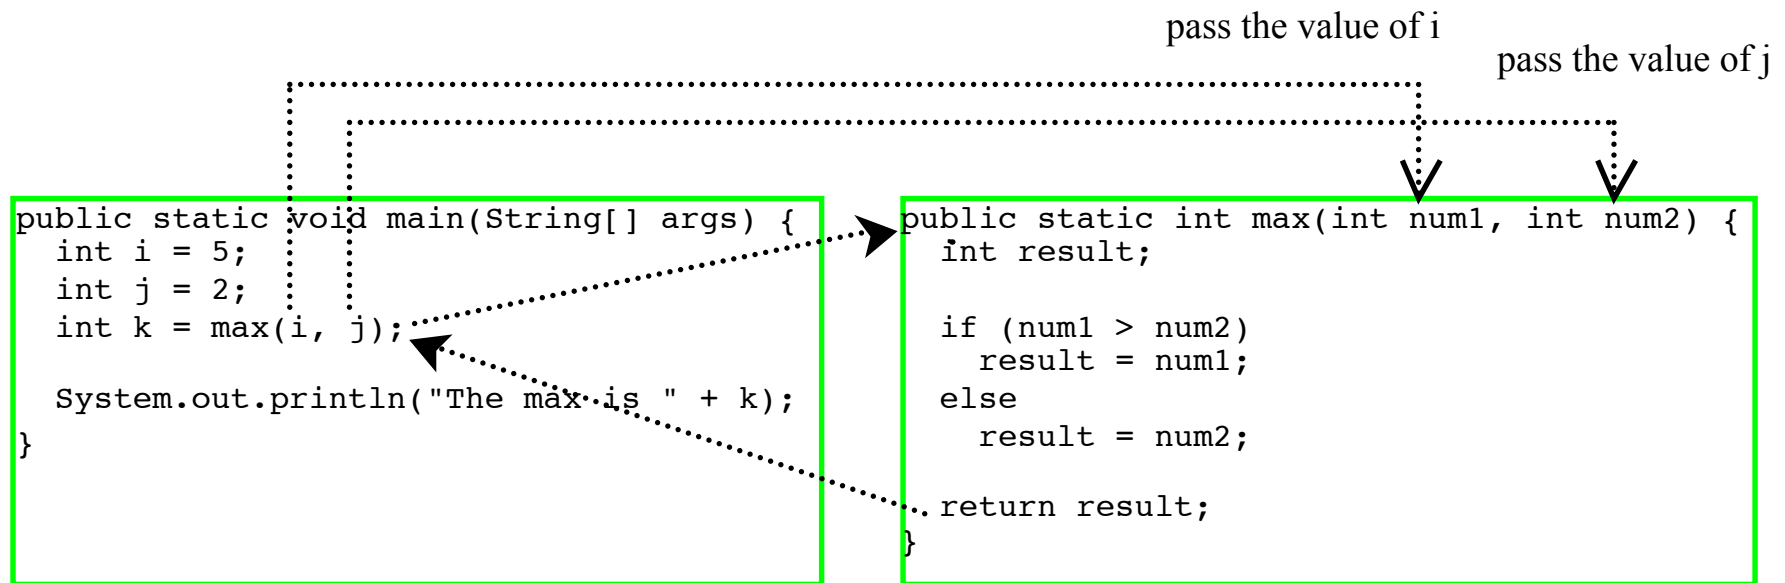 pass the value of i
pass the value of j
public static void main(String[] args) {
  int i = 5;
  int j = 2;
  int k = max(i, j);

  System.out.println("The max is " + k);
}
public static int max(int num1, int num2) {
  int result;

  if (num1 > num2)
    result = num1;
  else
    result = num2;

  return result;
}